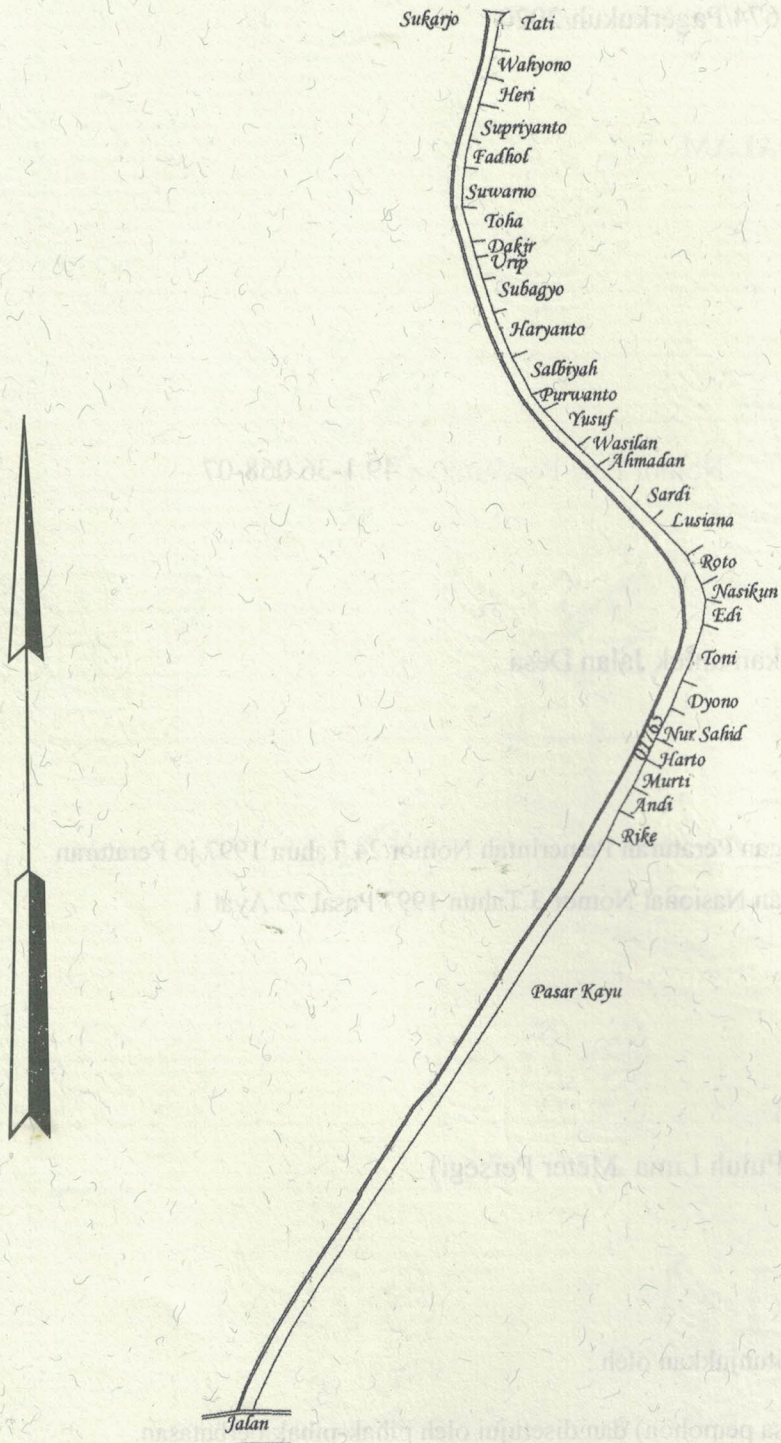 Sukarjo Tati
Wahyono
Heri
Supriyanto
Fadhol
Suwarno
Toha
Dakir
Urip
Subagyo
Haryanto
Salbiyah
Purwanto
Yusuf
Wasilan
Ahmadan
Sardi
Lusiana
Roto
Nasikun
Edi
Toni
Dyono
Nur Sahid
Harto
Murti
Andi
Rike
Pasar Kayu
Jalan